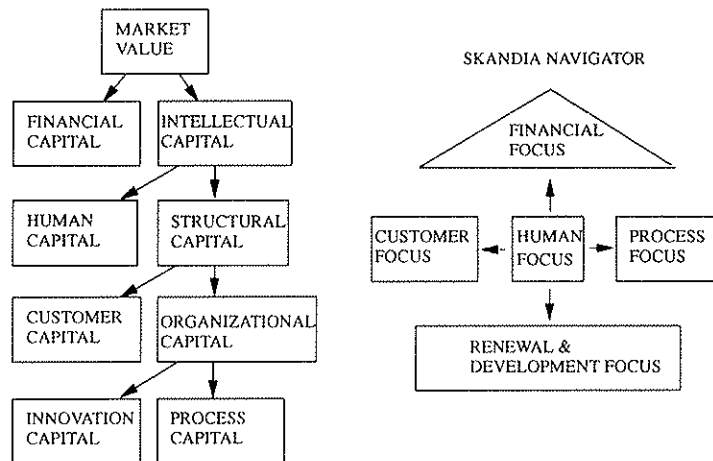 MARKET
VALUE
FINANCIAL
CAPITAL
INTELLECTUAL
CAPITAL
HUMAN
CAPITAL
STRUCTURAL
CAPITAL
CUSTOMER
CAPITAL
ORGANIZATIONAL
CAPITAL
INNOVATION
CAPITAL
PROCESS
CAPITAL
SKANDIA NAVIGATOR
FINANCIAL
FOCUS
CUSTOMER
FOCUS
HUMAN
FOCUS
PROCESS
FOCUS
RENEWAL &
DEVELOPMENT FOCUS